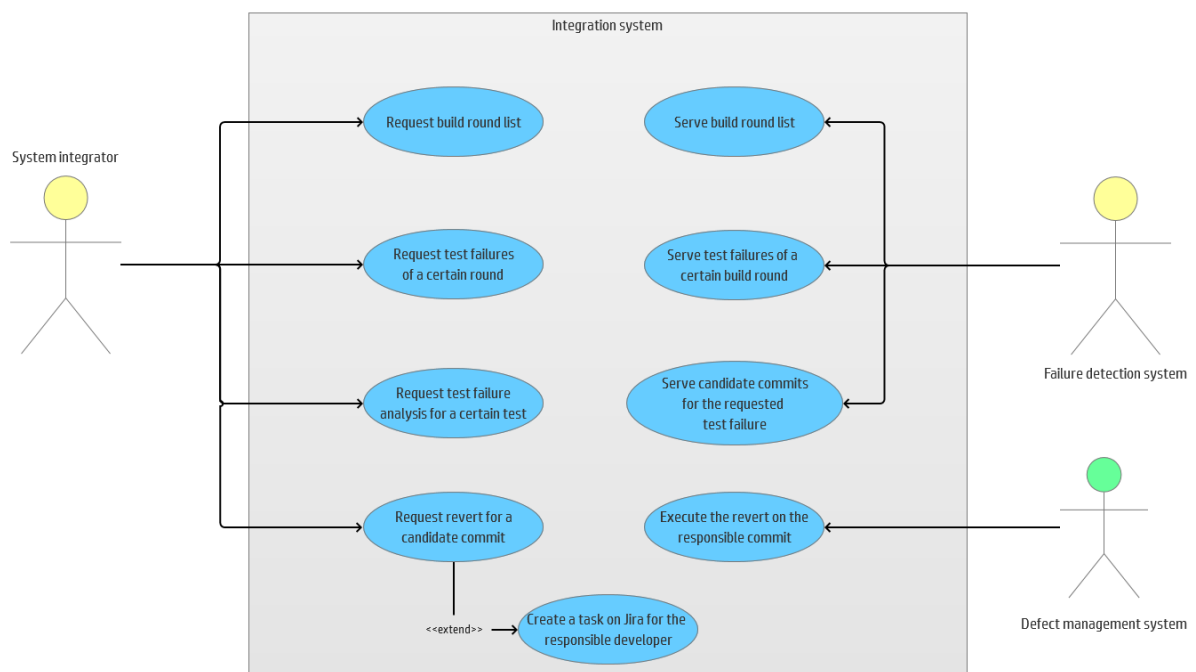 Integration system
Request build round list
Serve build round list
System integrator
Request test failures
of a certain round
Serve test failures of a
certain build round
Failure detection system
Request test failure
analysis for a certain test
Serve candidate commits
for the requested
test failure
Request revert for a
candidate commit
Execute the revert on the
responsible commit
<<extend>>
Create a task on Jira for the
responsible developer
Defect management system